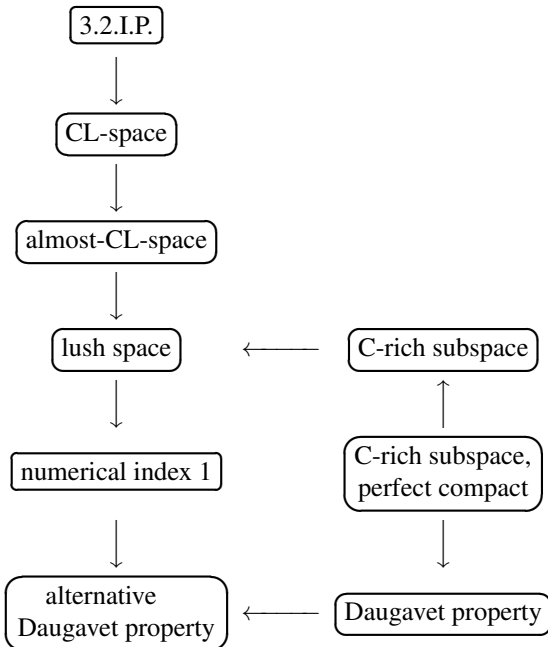 3.2.I.P.
CL-space
almost-CL-space
lush space
C-rich subspace
numerical index 1
C-rich subspace,
perfect compact
alternative
Daugavet property
Daugavet property